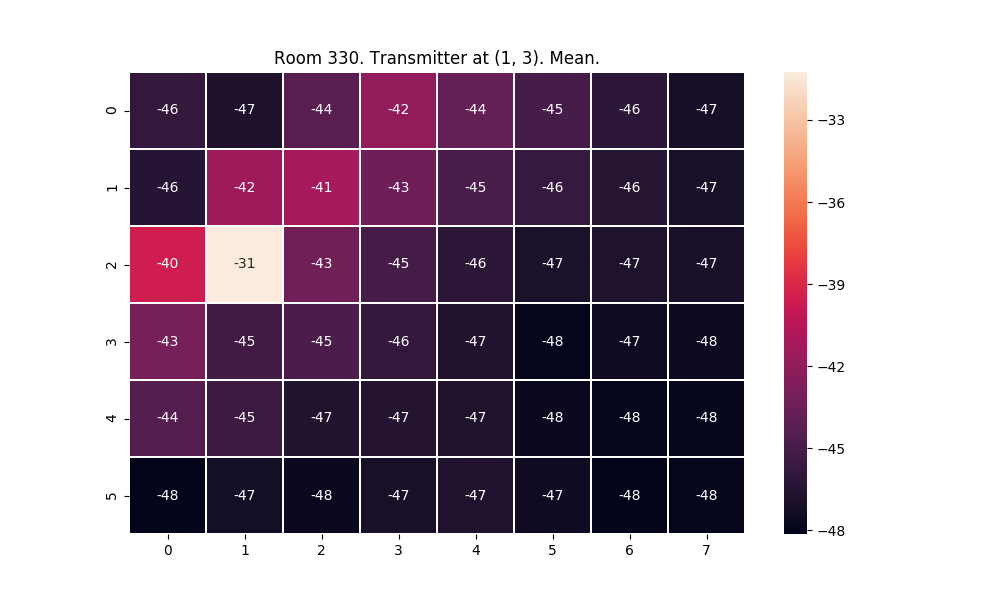 Room 330. Transmitter at (1, 3). Mean.
0 -46 -47 -44 -42 -44 -45 -46 -47
1 -46 -42 -41 -43 -45 -46 -46 -47
2 -40 -31 -43 -45 -46 -47 -47 -47
3 -43 -45 -45 -46 -47 -48 -47 -48
4 -44 -45 -47 -47 -47 -48 -48 -48
5 -48 -47 -48 -47 -47 -47 -48 -48
0 1 2 3 4 5 6 7
−33
−36
−39
−42
−45
−48